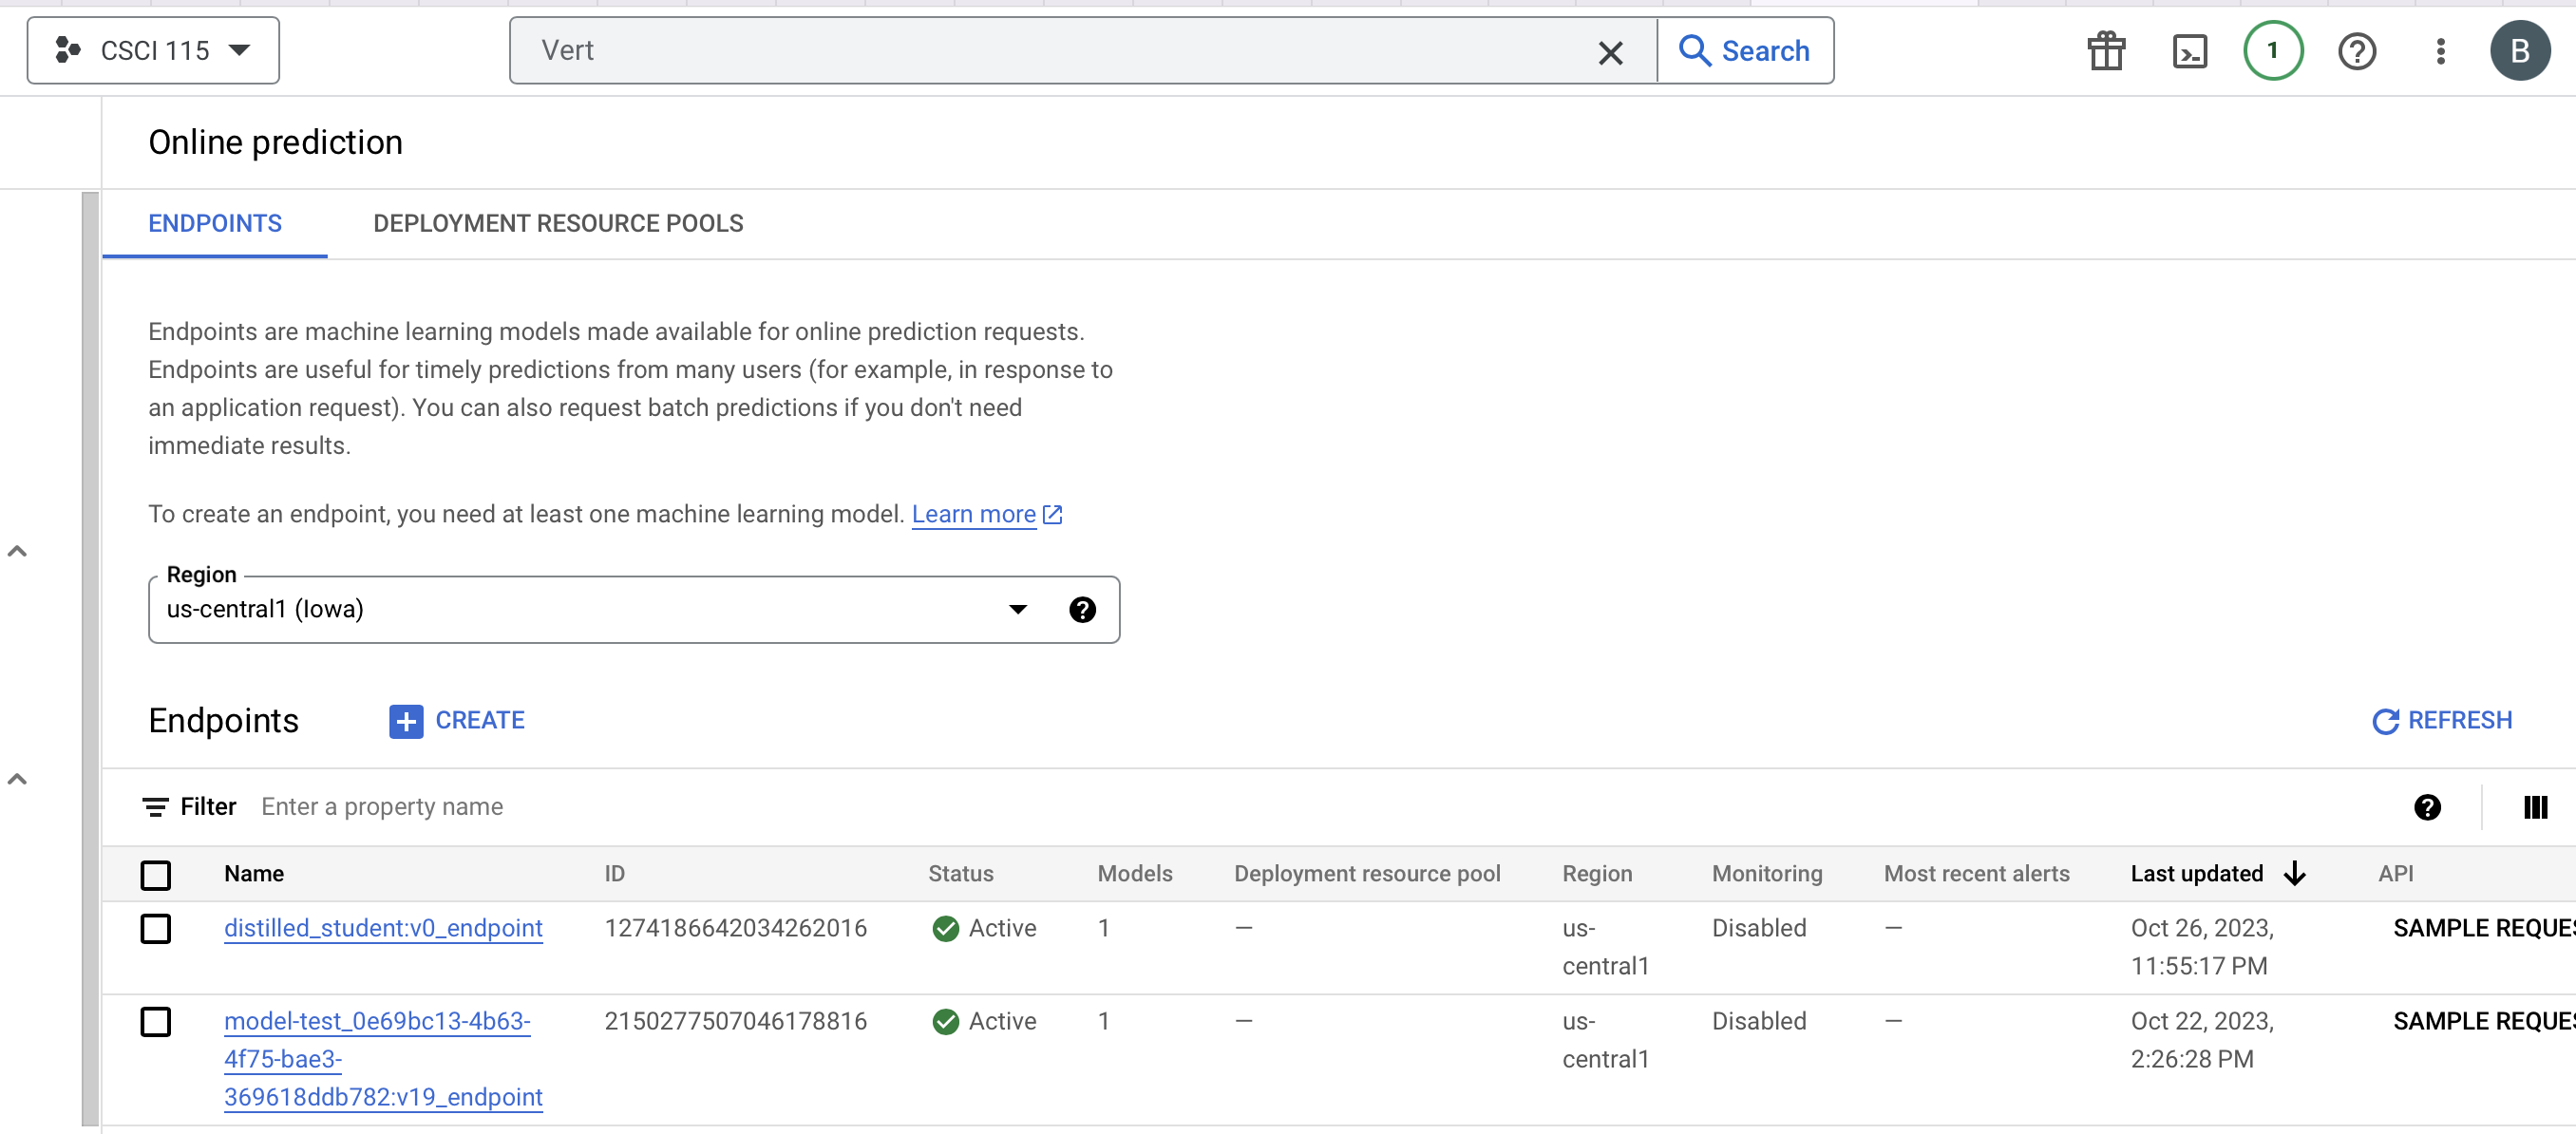 CSCI 115
Vert
Search
1
B
Online prediction
ENDPOINTS DEPLOYMENT RESOURCE POOLS
Endpoints are machine learning models made available for online prediction requests.
Endpoints are useful for timely predictions from many users (for example, in response to
an application request). You can also request batch predictions if you don't need
immediate results.
To create an endpoint, you need at least one machine learning model. Learn more
Region
us-central1 (Iowa)
Endpoints CREATE REFRESH
Filter Enter a property name
Name ID Status Models Deployment resource pool Region Monitoring Most recent alerts Last updated API
distilled_student:v0_endpoint 1274186642034262016 Active 1 — us- Disabled — Oct 26, 2023, SAMPLE REQUES
central1 11:55:17 PM
model-test_0e69bc13-4b63- 2150277507046178816 Active 1 — us- Disabled — Oct 22, 2023, SAMPLE REQUES
4f75-bae3- central1 2:26:28 PM
369618ddb782:v19_endpoint